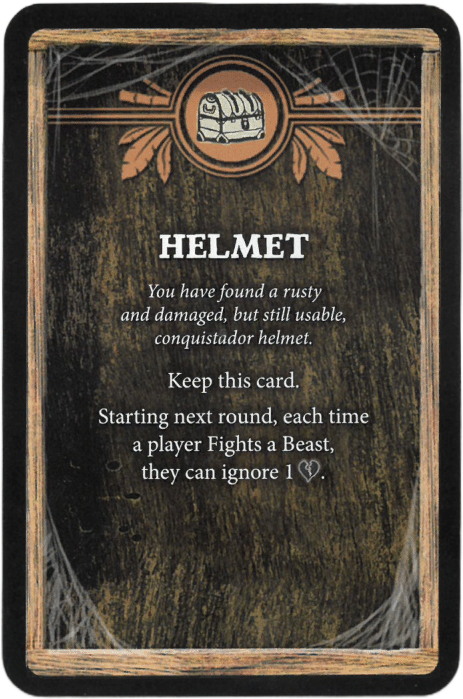 HELMET
You have found a rusty
and damaged, but still usable,
conquistador helmet.
Keep this card.
Starting next round, each time
a player Fights a Beast,
they can ignore 1 💔.